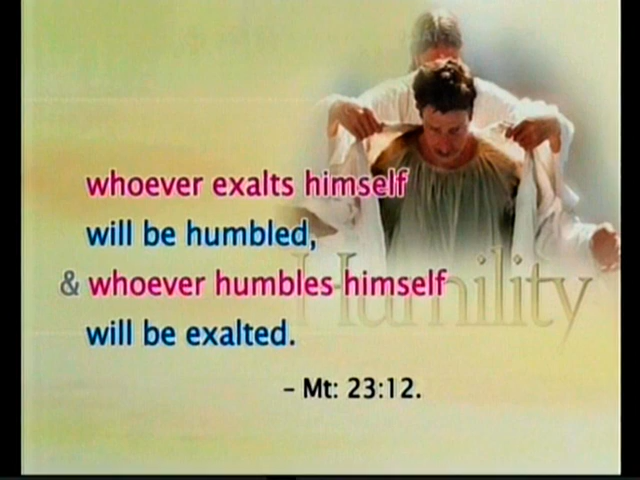 whoever exalts himself
will be humbled,
& whoever humbles himself
will be exalted.
Humility
– Mt: 23:12.